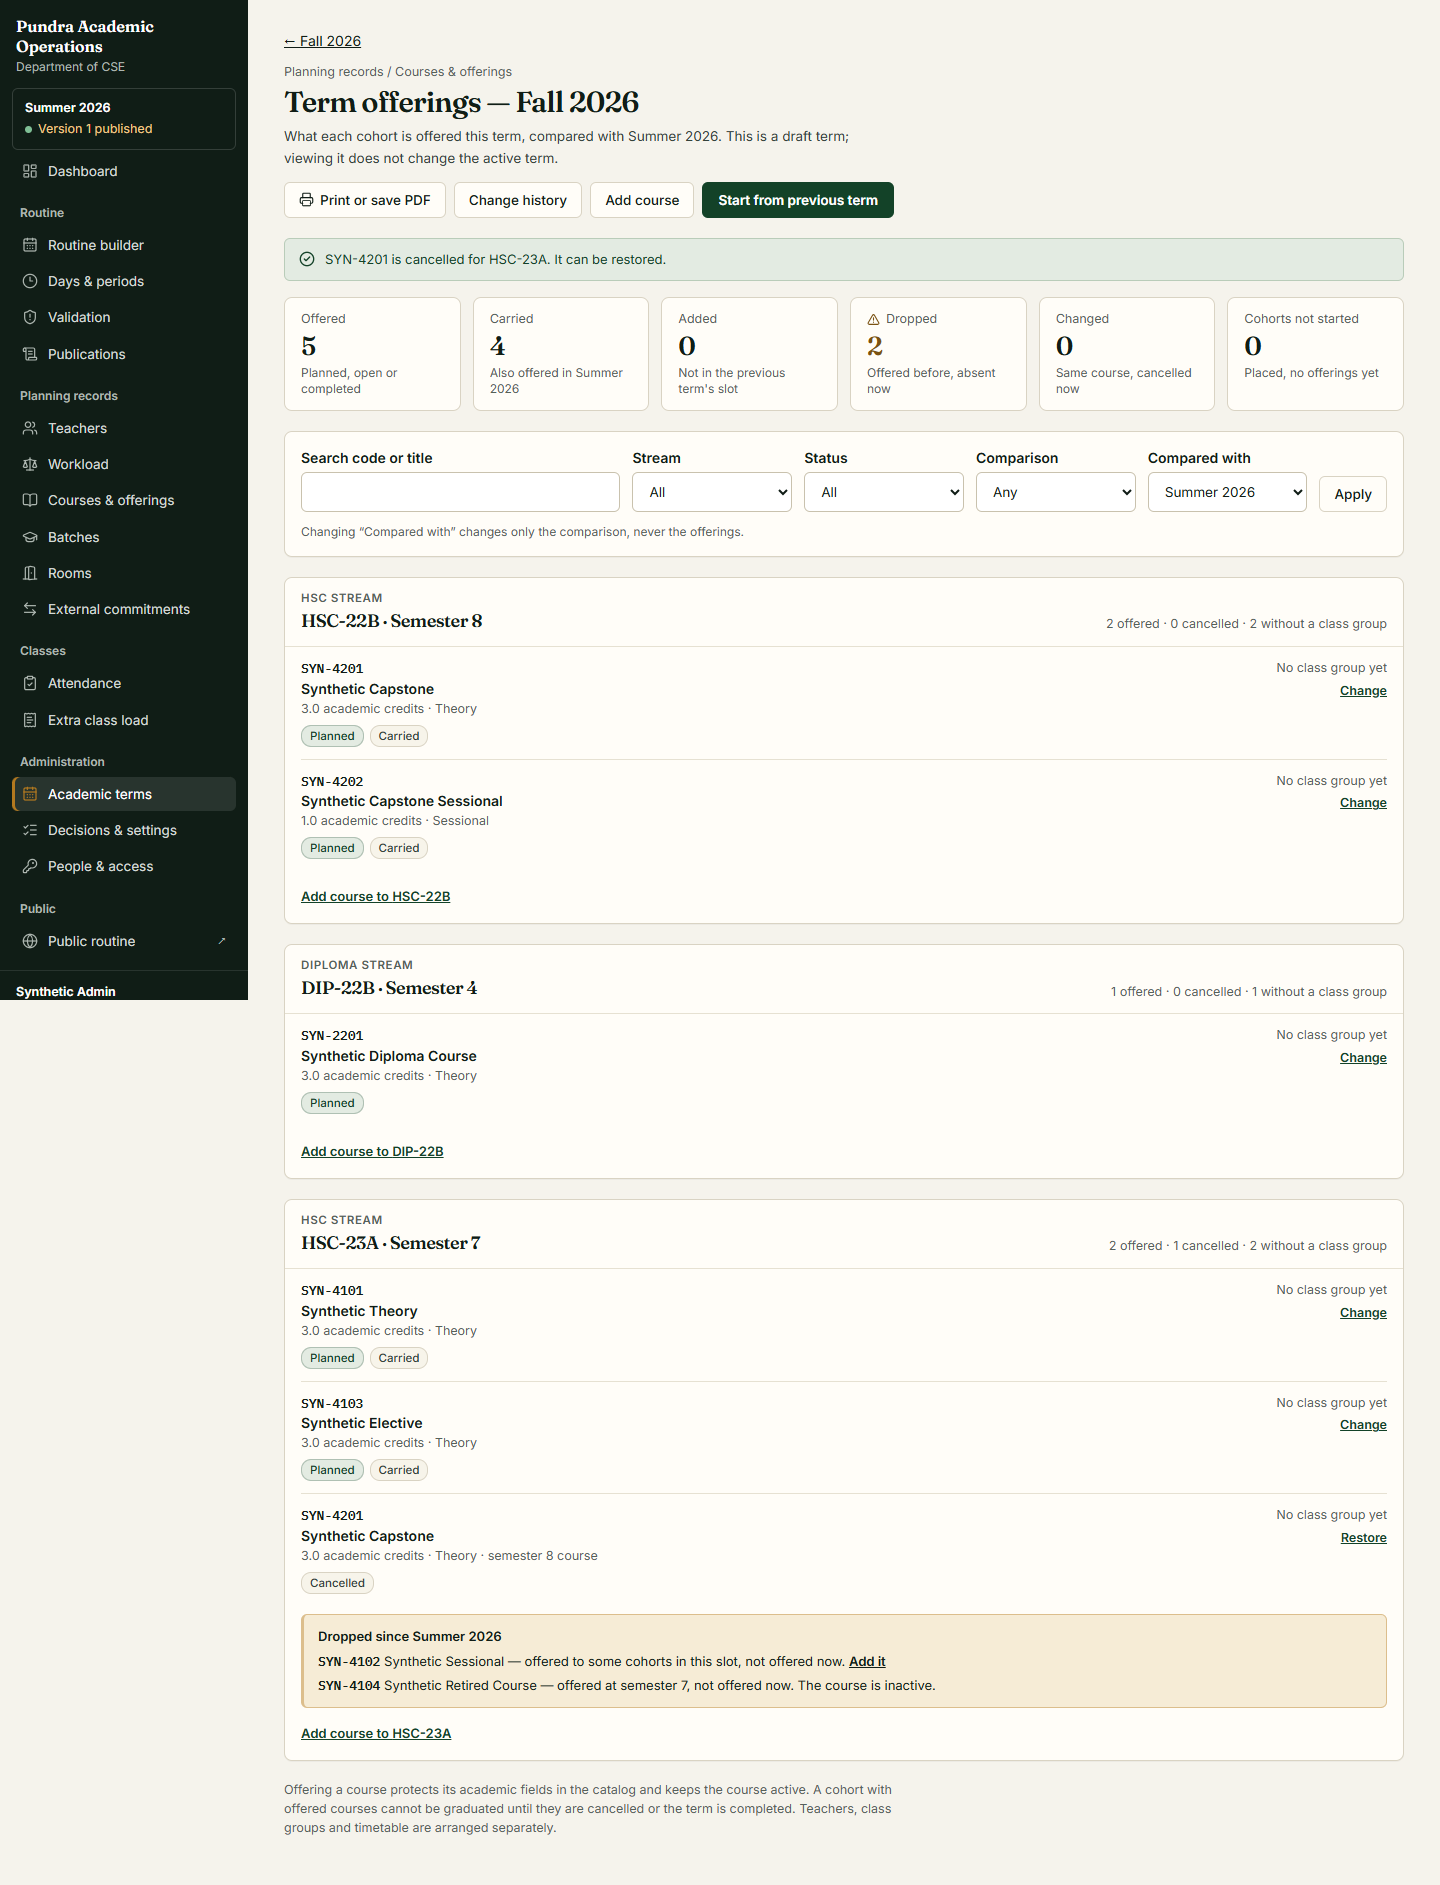 Pundra Academic
Operations
Department of CSE
Summer 2026
Version 1 published
Dashboard
Routine
Routine builder
Days & periods
Validation
Publications
Planning records
Teachers
Workload
Courses & offerings
Batches
Rooms
External commitments
Classes
Attendance
Extra class load
Administration
Academic terms
Decisions & settings
People & access
Public
Public routine ↗
Synthetic Admin
← Fall 2026
Planning records / Courses & offerings
Term offerings — Fall 2026
What each cohort is offered this term, compared with Summer 2026. This is a draft term;
viewing it does not change the active term.
Print or save PDF Change history Add course Start from previous term
SYN-4201 is cancelled for HSC-23A. It can be restored.
Offered
5
Planned, open or
completed
Carried
4
Also offered in Summer
2026
Added
0
Not in the previous
term's slot
Dropped
2
Offered before, absent
now
Changed
0
Same course, cancelled
now
Cohorts not started
0
Placed, no offerings yet
Search code or title Stream Status Comparison Compared with
All All Any Summer 2026 Apply
Changing “Compared with” changes only the comparison, never the offerings.
HSC STREAM
HSC-22B · Semester 8
2 offered · 0 cancelled · 2 without a class group
SYN-4201 No class group yet
Synthetic Capstone Change
3.0 academic credits · Theory
Planned Carried
SYN-4202 No class group yet
Synthetic Capstone Sessional Change
1.0 academic credits · Sessional
Planned Carried
Add course to HSC-22B
DIPLOMA STREAM
DIP-22B · Semester 4
1 offered · 0 cancelled · 1 without a class group
SYN-2201 No class group yet
Synthetic Diploma Course Change
3.0 academic credits · Theory
Planned
Add course to DIP-22B
HSC STREAM
HSC-23A · Semester 7
2 offered · 1 cancelled · 2 without a class group
SYN-4101 No class group yet
Synthetic Theory Change
3.0 academic credits · Theory
Planned Carried
SYN-4103 No class group yet
Synthetic Elective Change
3.0 academic credits · Theory
Planned Carried
SYN-4201 No class group yet
Synthetic Capstone Restore
3.0 academic credits · Theory · semester 8 course
Cancelled
Dropped since Summer 2026
SYN-4102 Synthetic Sessional — offered to some cohorts in this slot, not offered now. Add it
SYN-4104 Synthetic Retired Course — offered at semester 7, not offered now. The course is inactive.
Add course to HSC-23A
Offering a course protects its academic fields in the catalog and keeps the course active. A cohort with
offered courses cannot be graduated until they are cancelled or the term is completed. Teachers, class
groups and timetable are arranged separately.